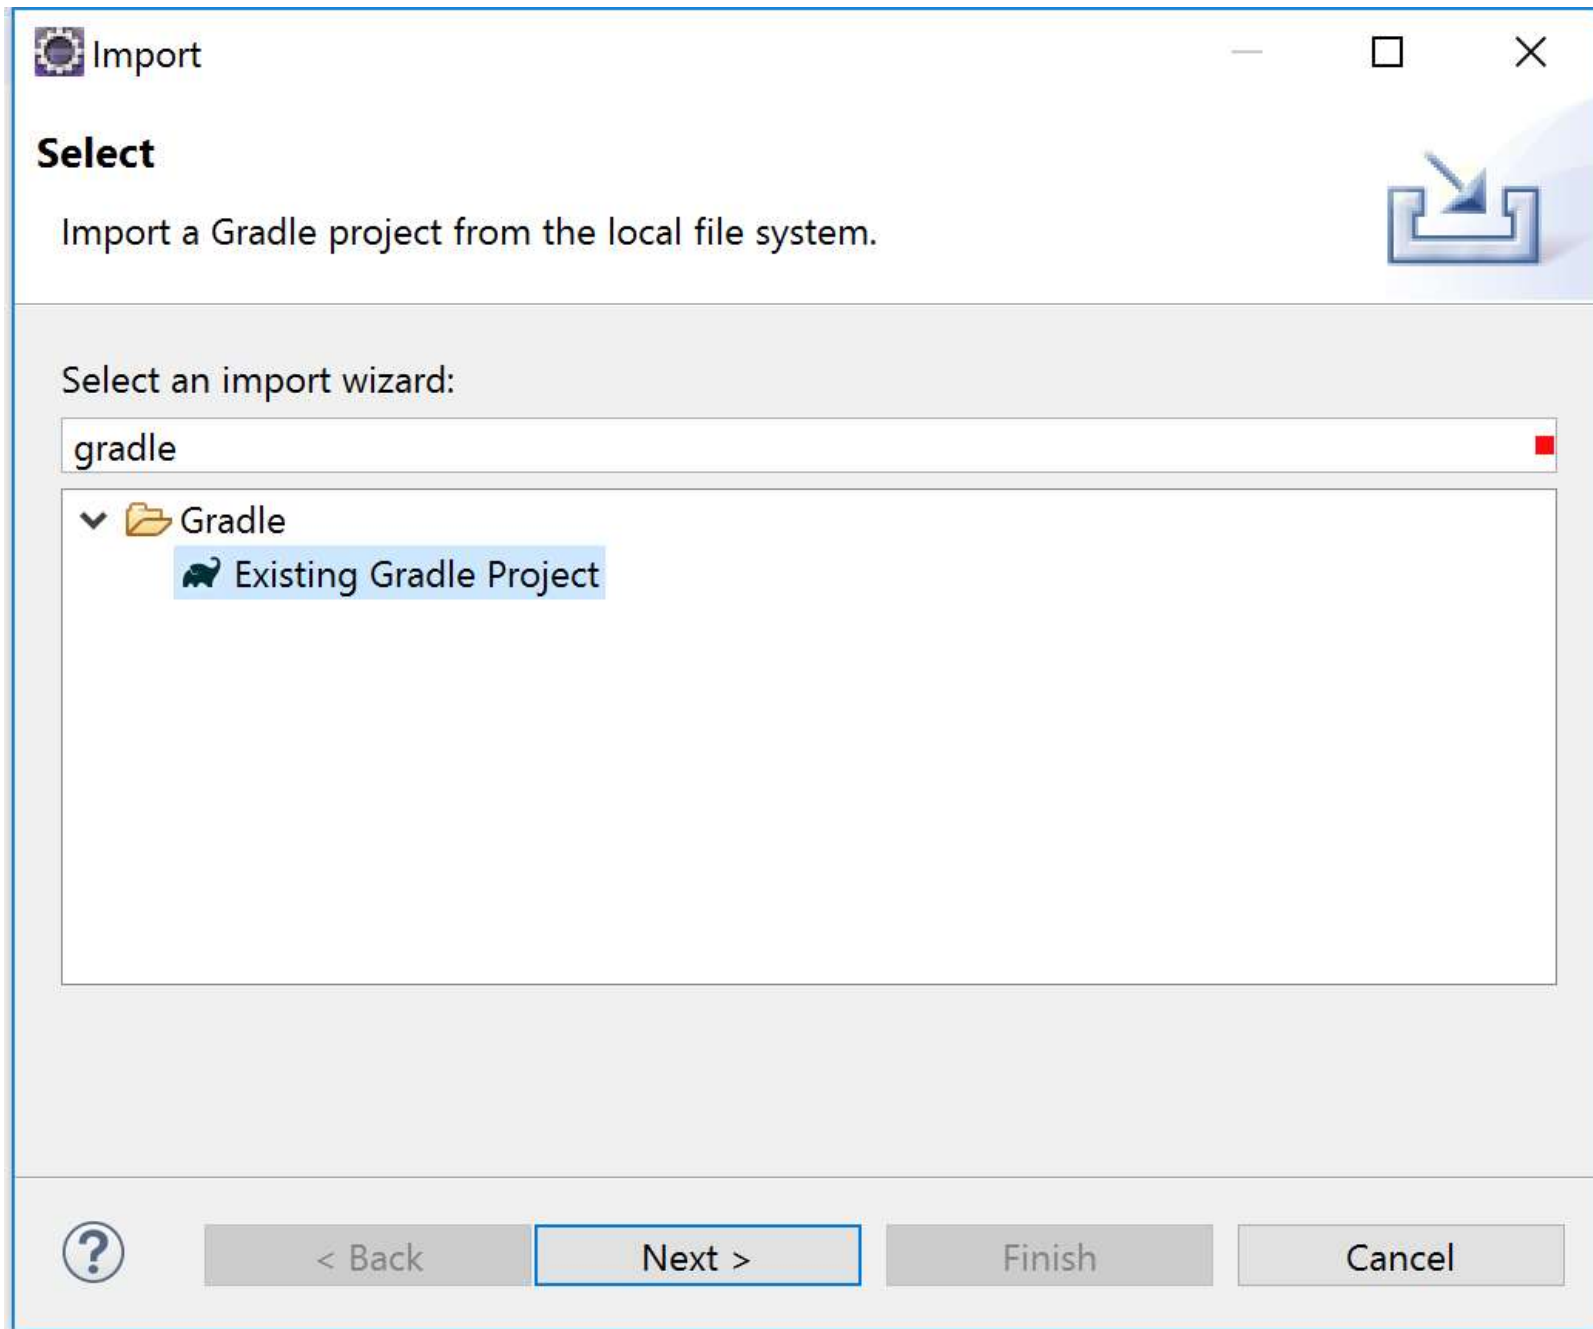 Import
Select
Import a Gradle project from the local file system.
Select an import wizard:
gradle
Gradle
Existing Gradle Project
?
< Back
Next >
Finish
Cancel